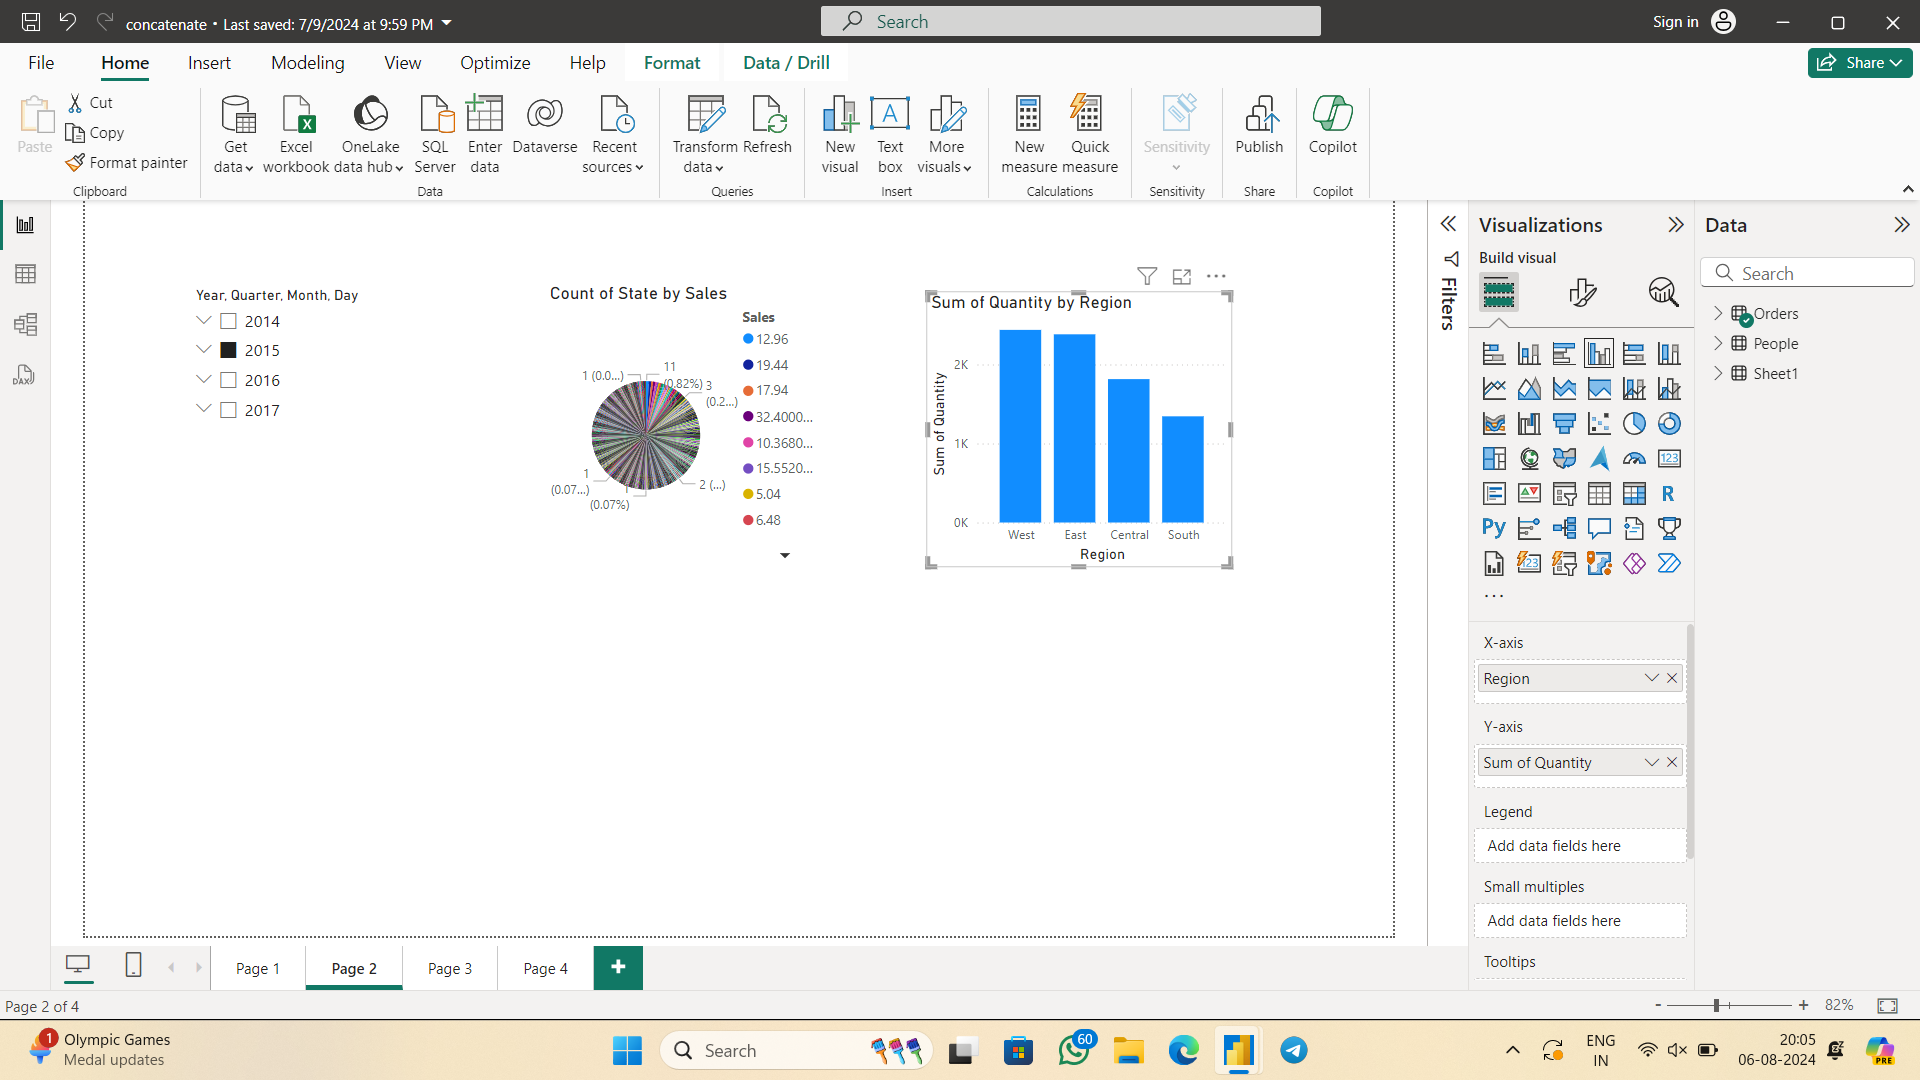 concatenate • Last saved: 7/9/2024 at 9:59 PM
Search
Sign in
File Home Insert Modeling View Optimize Help Format Data / Drill
Share
Paste
Cut
Copy
Format painter
Clipboard
Get data
Excel workbook
OneLake data hub
SQL Server
Enter data
Dataverse
Recent sources
Data
Transform data
Refresh
Queries
New visual
Text box
More visuals
Insert
New measure
Quick measure
Calculations
Sensitivity
Sensitivity
Publish
Share
Copilot
Copilot
Year, Quarter, Month, Day
2014
2015
2016
2017
Count of State by Sales
1 (0.0...)
11
(0.82%)
3
(0.2...)
2 (...)
1
(0.07...)
1
(0.07%)
Sales
12.96
19.44
17.94
32.4000...
10.3680...
15.5520...
5.04
6.48
Sum of Quantity by Region
Sum of Quantity
2K
1K
0K
West East Central South
Region
Filters
Visualizations
Build visual
123
R
Py
123
X-axis
Region
Y-axis
Sum of Quantity
Legend
Add data fields here
Small multiples
Add data fields here
Tooltips
Data
Search
Orders
People
Sheet1
Page 1 Page 2 Page 3 Page 4 +
Page 2 of 4
- + 82%
1
Olympic Games
Medal updates
Search
60
ENG
IN
20:05
06-08-2024
PRE